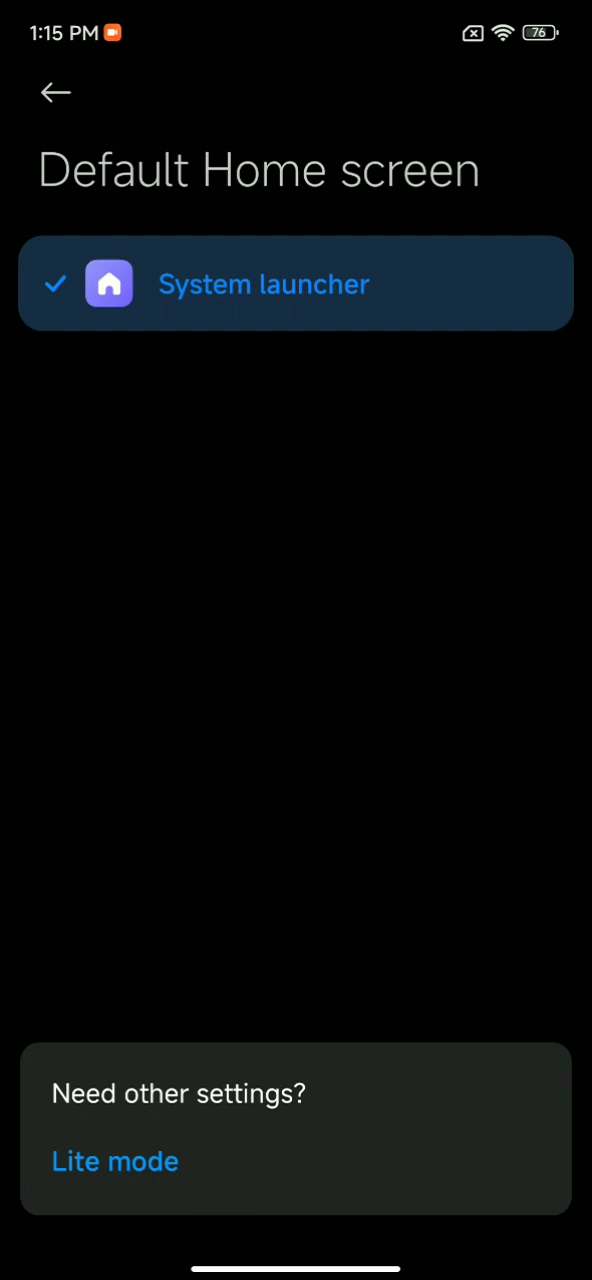 1:15 PM
76
Default Home screen
System launcher
Need other settings?
Lite mode